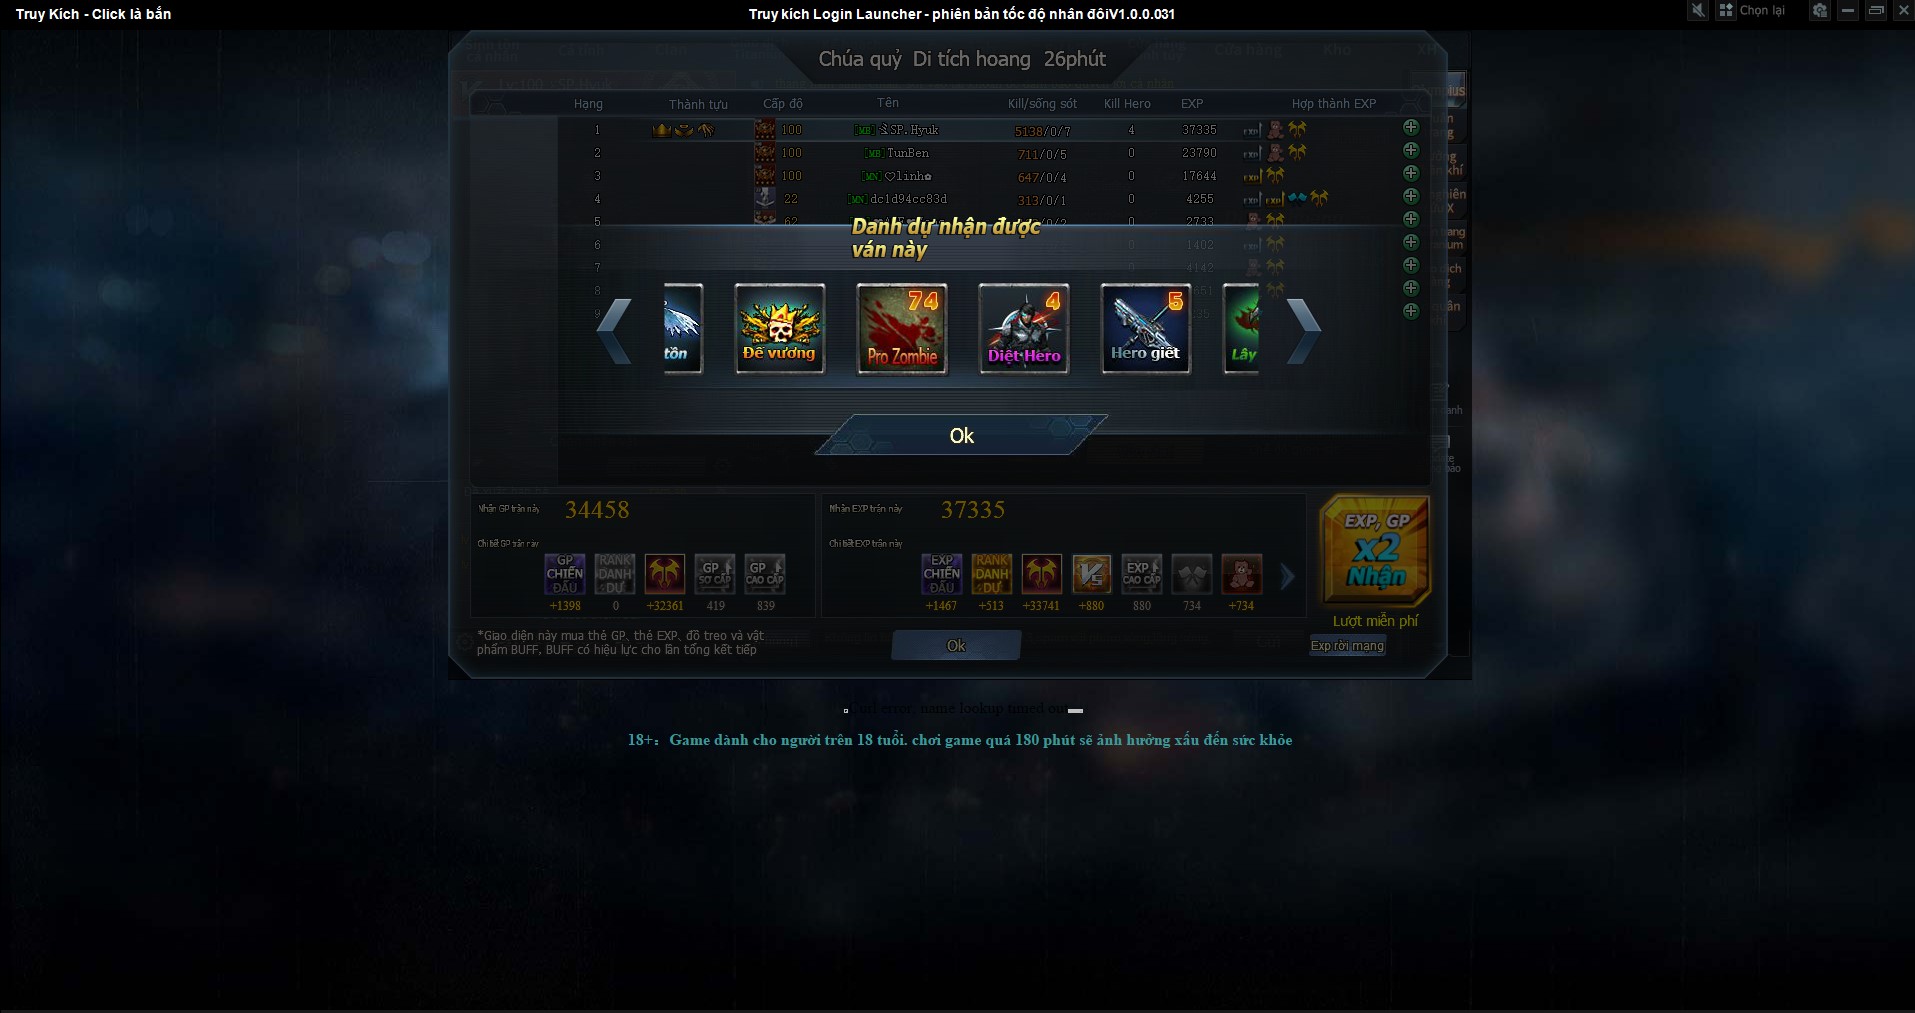 Truy Kích - Click là bắn
Truy kích Login Launcher - phiên bản tốc độ nhân đôiV1.0.0.031
Chọn lại
Chúa quỷ Di tích hoang 26phút
Hạng Thành tựu Cấp độ Tên Kill/sống sót Kill Hero EXP Hợp thành EXP
1 100 [MB] SP.Hyuk 5138/0/7 4 37335
2 100 [MB]TunBen 711/0/5 0 23790
3 100 [MN]♡linh✿ 647/0/4 0 17644
4 22 [MN]dc1d94cc83d 313/0/1 0 4255
5 62 0 2733
6 0 1402
7 0 4142
8
9
Danh dự nhận được
ván này
tồn
Đế vương
74
Pro Zombie
4
Diệt Hero
5
Hero giết
Lây
Ok
Nhận GP trận này 34458
Chi tiết GP trận này
GP CHIẾN ĐẤU
RANK DANH DỰ
GP SƠ CẤP
GP CAO CẤP
+1398 0 +32361 419 839
Nhận EXP trận này 37335
Chi tiết EXP trận này
EXP CHIẾN ĐẤU
RANK DANH DỰ
V5
EXP CAO CẤP
+1467 +513 +33741 +880 880 734 +734
EXP, GP
x2
Nhận
Lượt miễn phí
Exp rời mạng
*Giao diện này mua thẻ GP、thẻ EXP、đồ treo và vật
phẩm BUFF, BUFF có hiệu lực cho lần tổng kết tiếp
Ok
18+： Game dành cho người trên 18 tuổi. chơi game quá 180 phút sẽ ảnh hưởng xấu đến sức khỏe